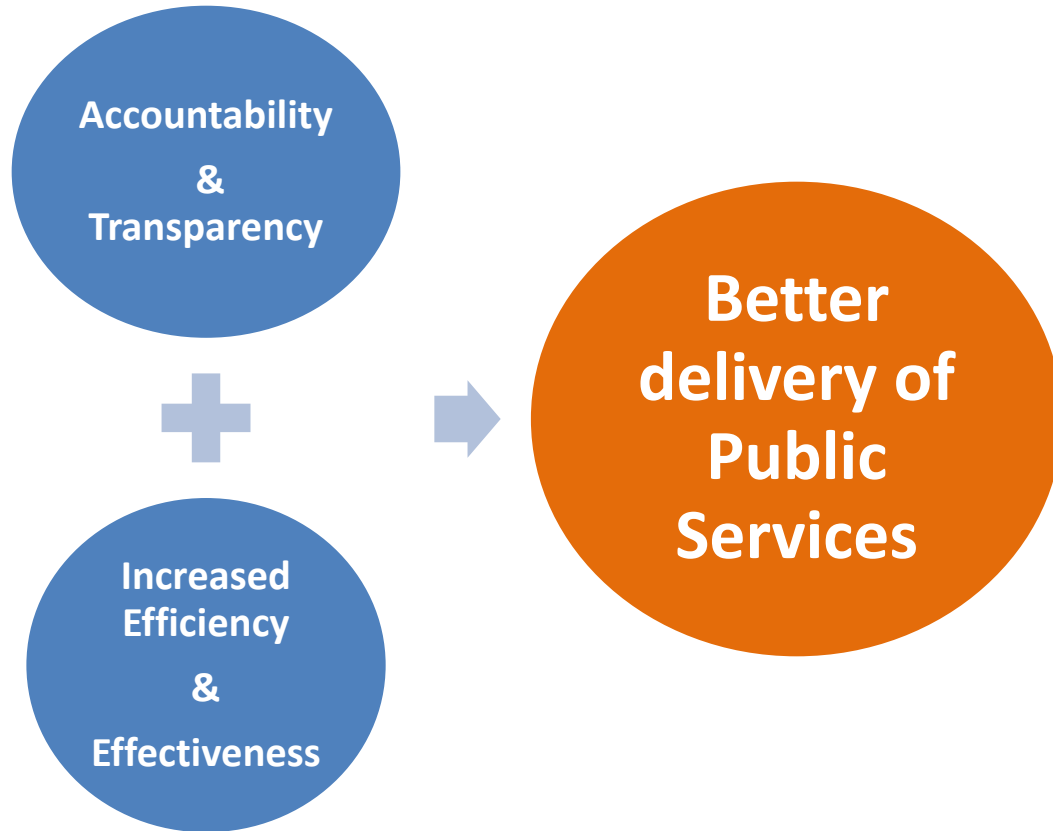 Accountability
&
Transparency
Increased
Efficiency
&
Effectiveness
Better
delivery of
Public
Services